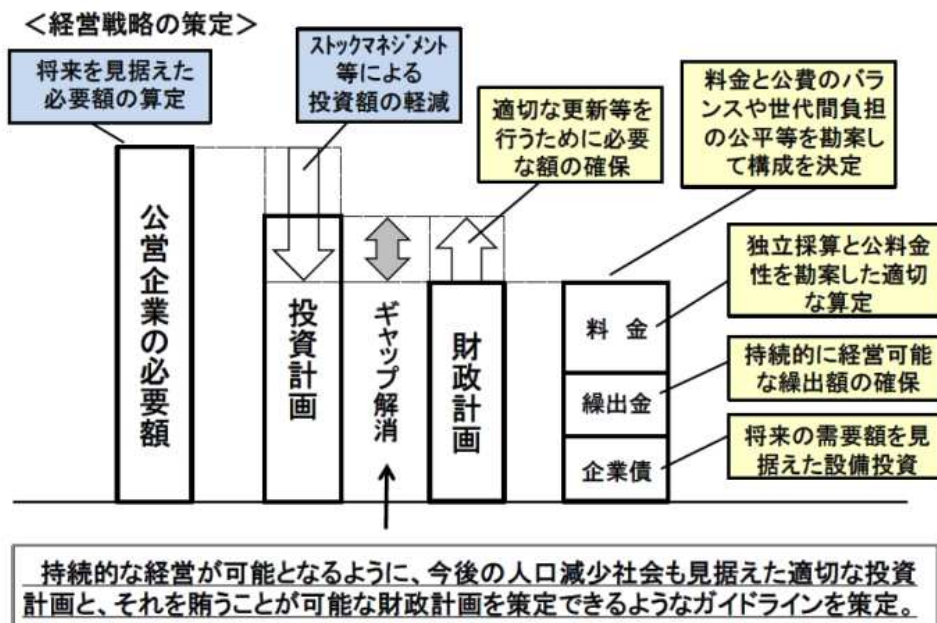 ＜経営戦略の策定＞
将来を見据えた
必要額の算定
ストックマネジメント
等による
投資額の軽減
適切な更新等を
行うために必要
な額の確保
料金と公費のバ
ランスや世代間負担
の公平等を勘案し
て構成を決定
公営企業の必要額
投資計画
ギャップ解消
財政計画
料 金
繰出金
企業債
独立採算と公料金
性を勘案した適切
な算定
持続的に経営可能
な繰出額の確保
将来の需要額を見
据えた設備投資
持続的な経営が可能となるように、今後の人口減少社会も見据えた適切な投資
計画と、それを賄うことが可能な財政計画を策定できるようなガイドラインを策定。